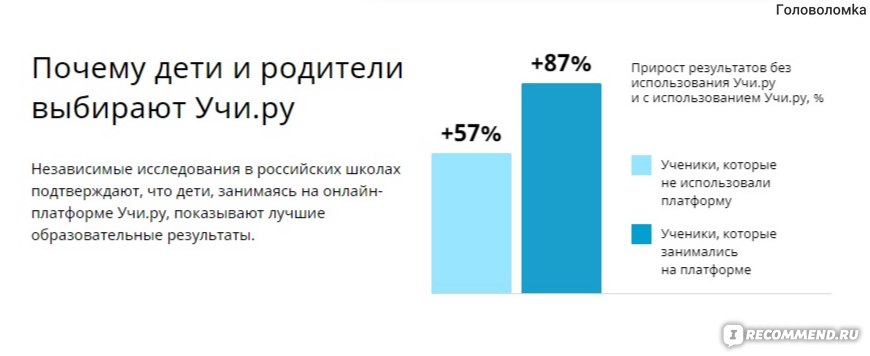 Головоломка
Почему дети и родители
выбирают Учи.ру
Независимые исследования в российских школах
подтверждают, что дети, занимаясь на онлайн-
платформе Учи.ру, показывают лучшие
образовательные результаты.
+57%
+87%
Прирост результатов без
использования Учи.ру
и с использованием Учи.ру, %
Ученики, которые
не использовали
платформу
Ученики, которые
занимались
на платформе
IRECOMMEND.RU